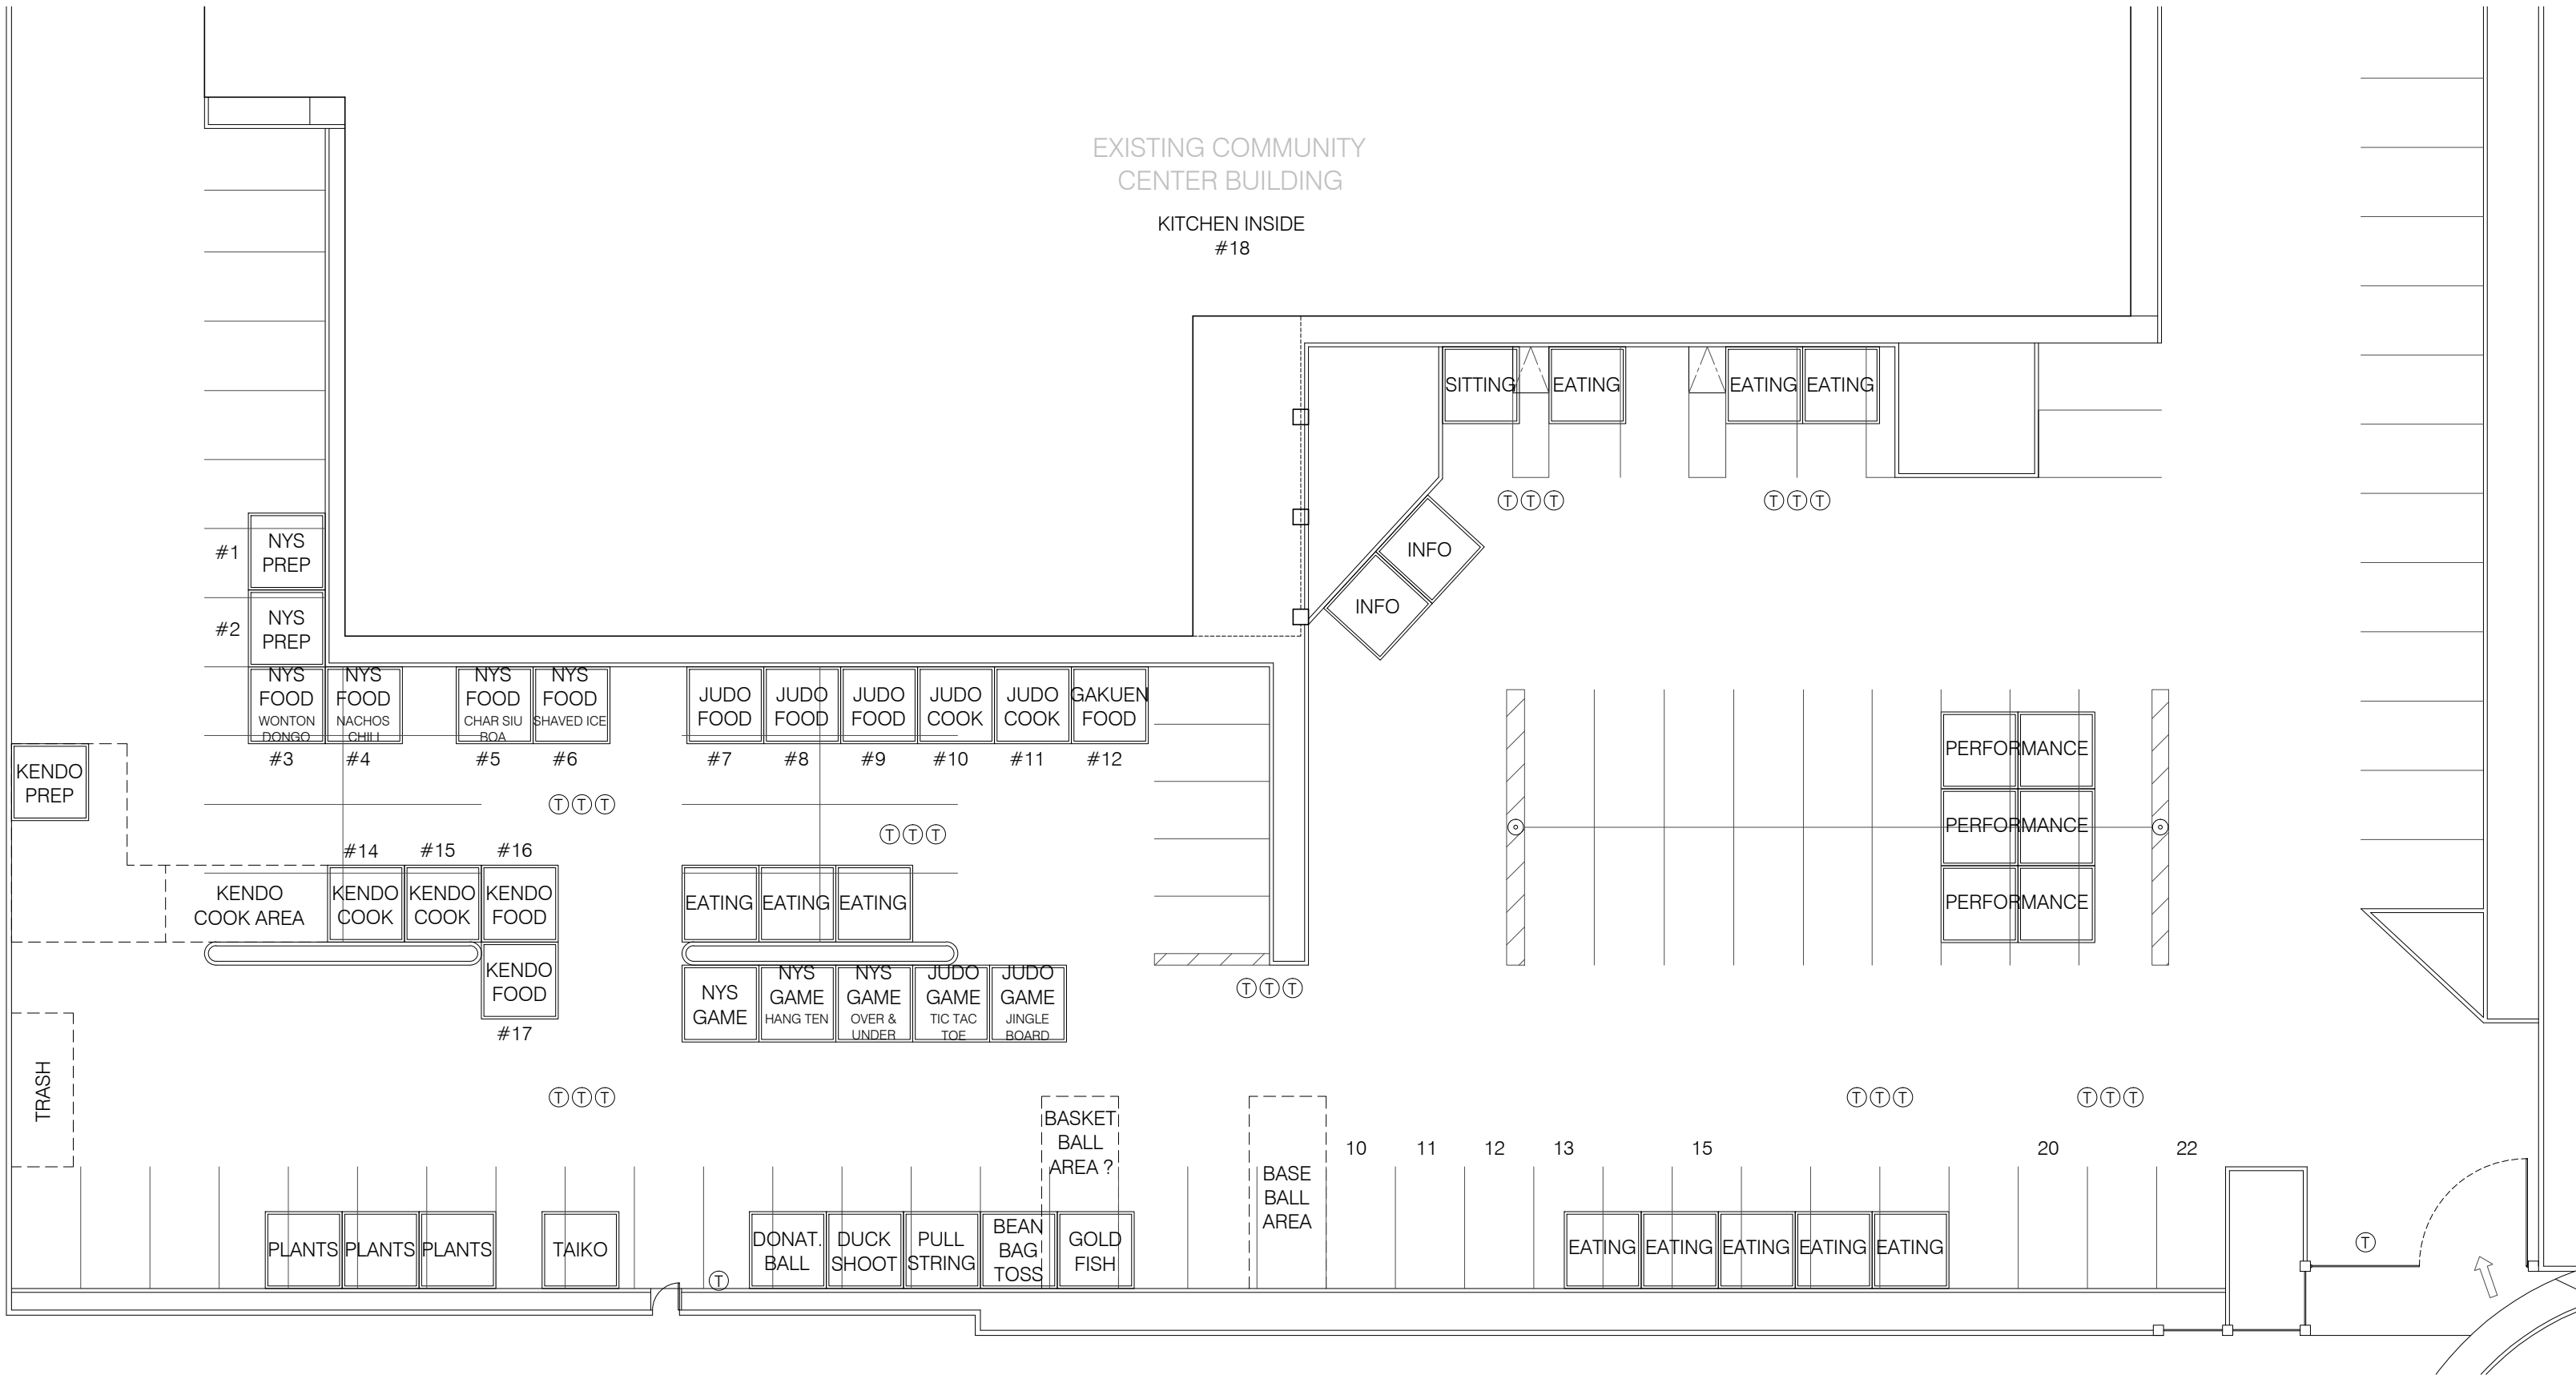 EXISTING COMMUNITY
CENTER BUILDING
KITCHEN INSIDE
#18
SITTING
EATING
EATING
EATING
T T T
T T T
INFO
INFO
#1
NYS
PREP
#2
NYS
PREP
NYS
FOOD
WONTON
DONGO
#3
NYS
FOOD
NACHOS
CHILI
#4
NYS
FOOD
CHAR SIU
BOA
#5
NYS
FOOD
SHAVED ICE
#6
JUDO
FOOD
#7
JUDO
FOOD
#8
JUDO
FOOD
#9
JUDO
COOK
#10
JUDO
COOK
#11
GAKUEN
FOOD
#12
PERFORMANCE
PERFORMANCE
PERFORMANCE
KENDO
PREP
T T T
T T T
KENDO
COOK AREA
#14
KENDO
COOK
#15
KENDO
COOK
#16
KENDO
FOOD
KENDO
FOOD
#17
EATING
EATING
EATING
NYS
GAME
NYS
GAME
HANG TEN
NYS
GAME
OVER &
UNDER
JUDO
GAME
TIC TAC
TOE
JUDO
GAME
JINGLE
BOARD
T T T
TRASH
T T T
T T T
T T T
BASKET
BALL
AREA ?
BASE
BALL
AREA
10 11 12 13 15 20 22
PLANTS
PLANTS
PLANTS
TAIKO
T
DONAT.
BALL
DUCK
SHOOT
PULL
STRING
BEAN
BAG
TOSS
GOLD
FISH
EATING
EATING
EATING
EATING
EATING
T